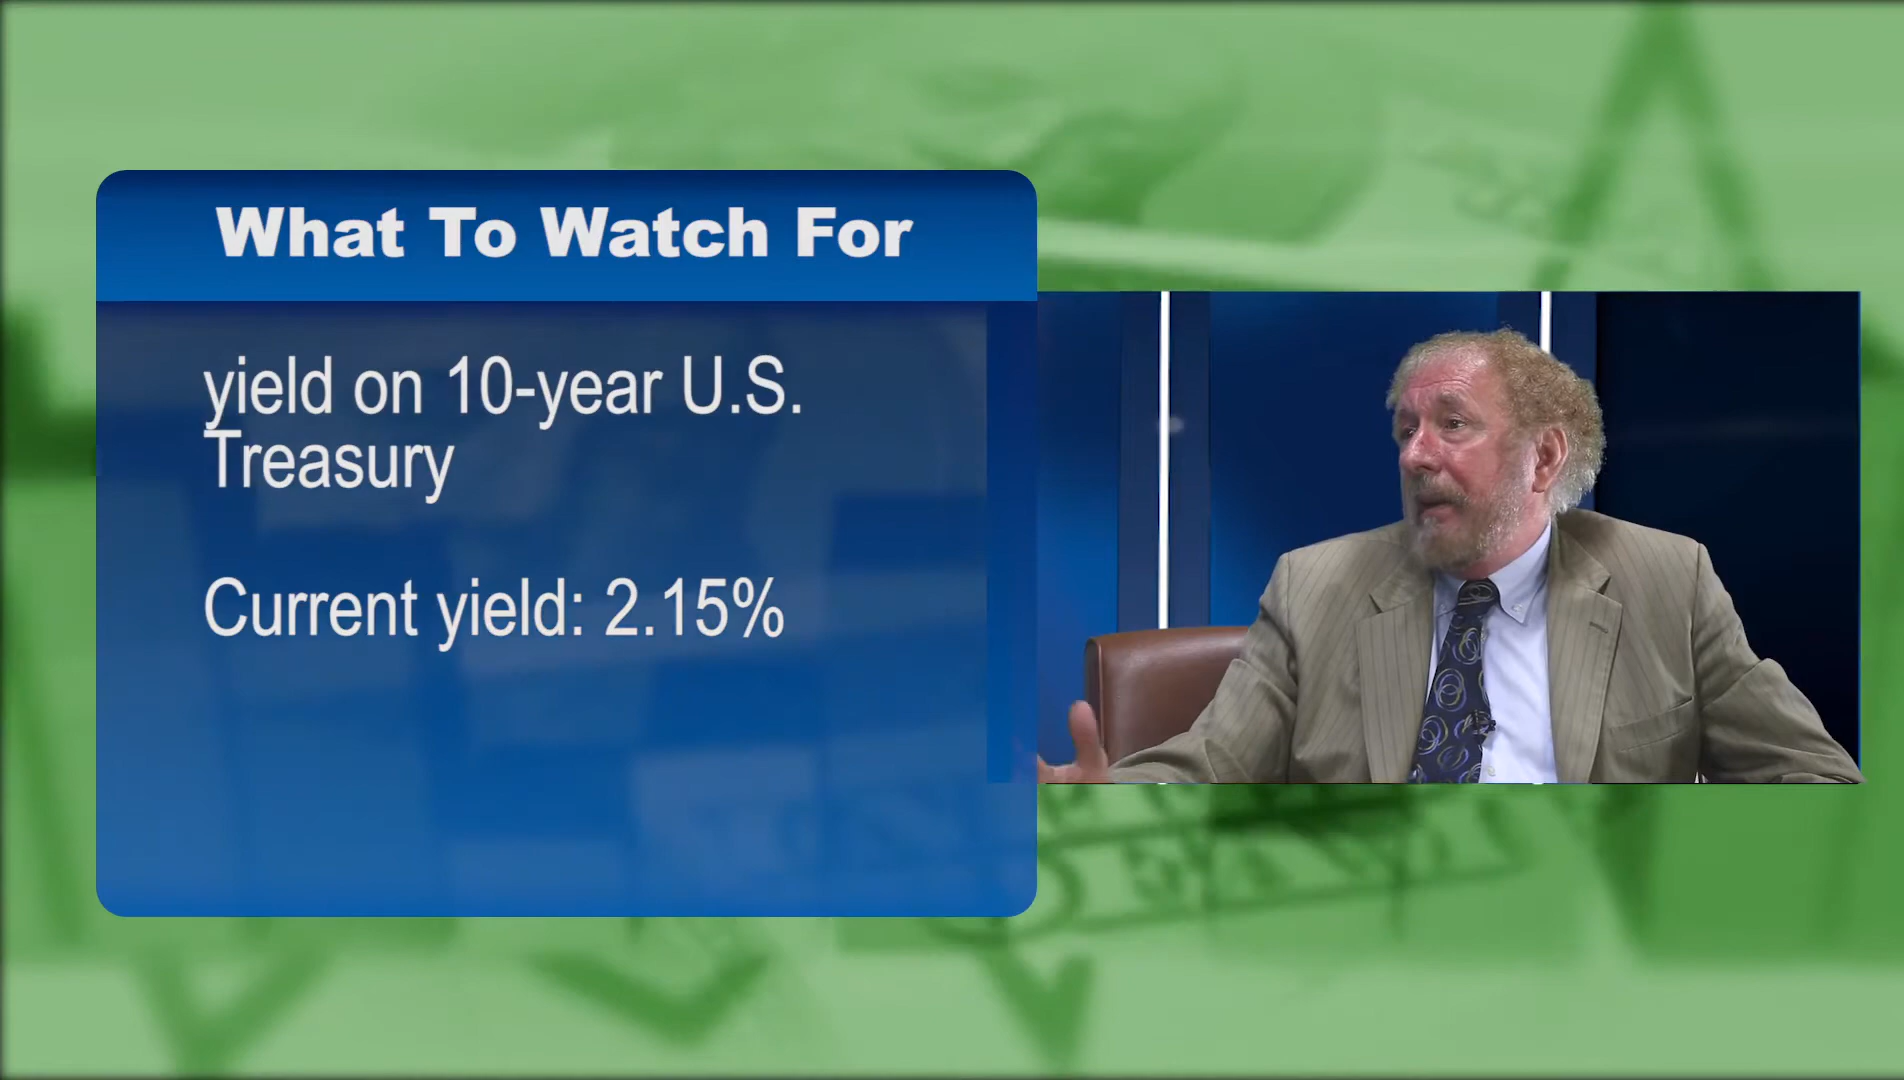 What To Watch For
yield on 10-year U.S.
Treasury
Current yield: 2.15%